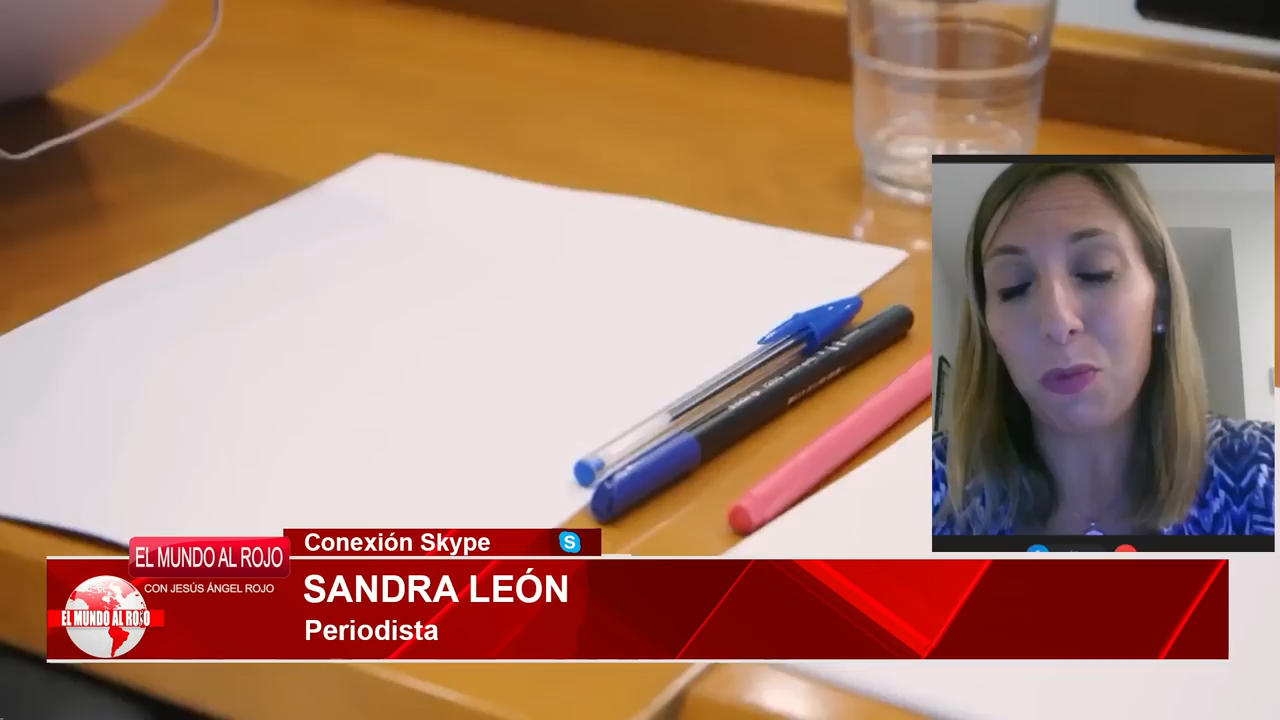 Conexión Skype
EL MUNDO AL ROJO
CON JESÚS ÁNGEL ROJO
SANDRA LEÓN
EL MUNDO AL ROJO
Periodista